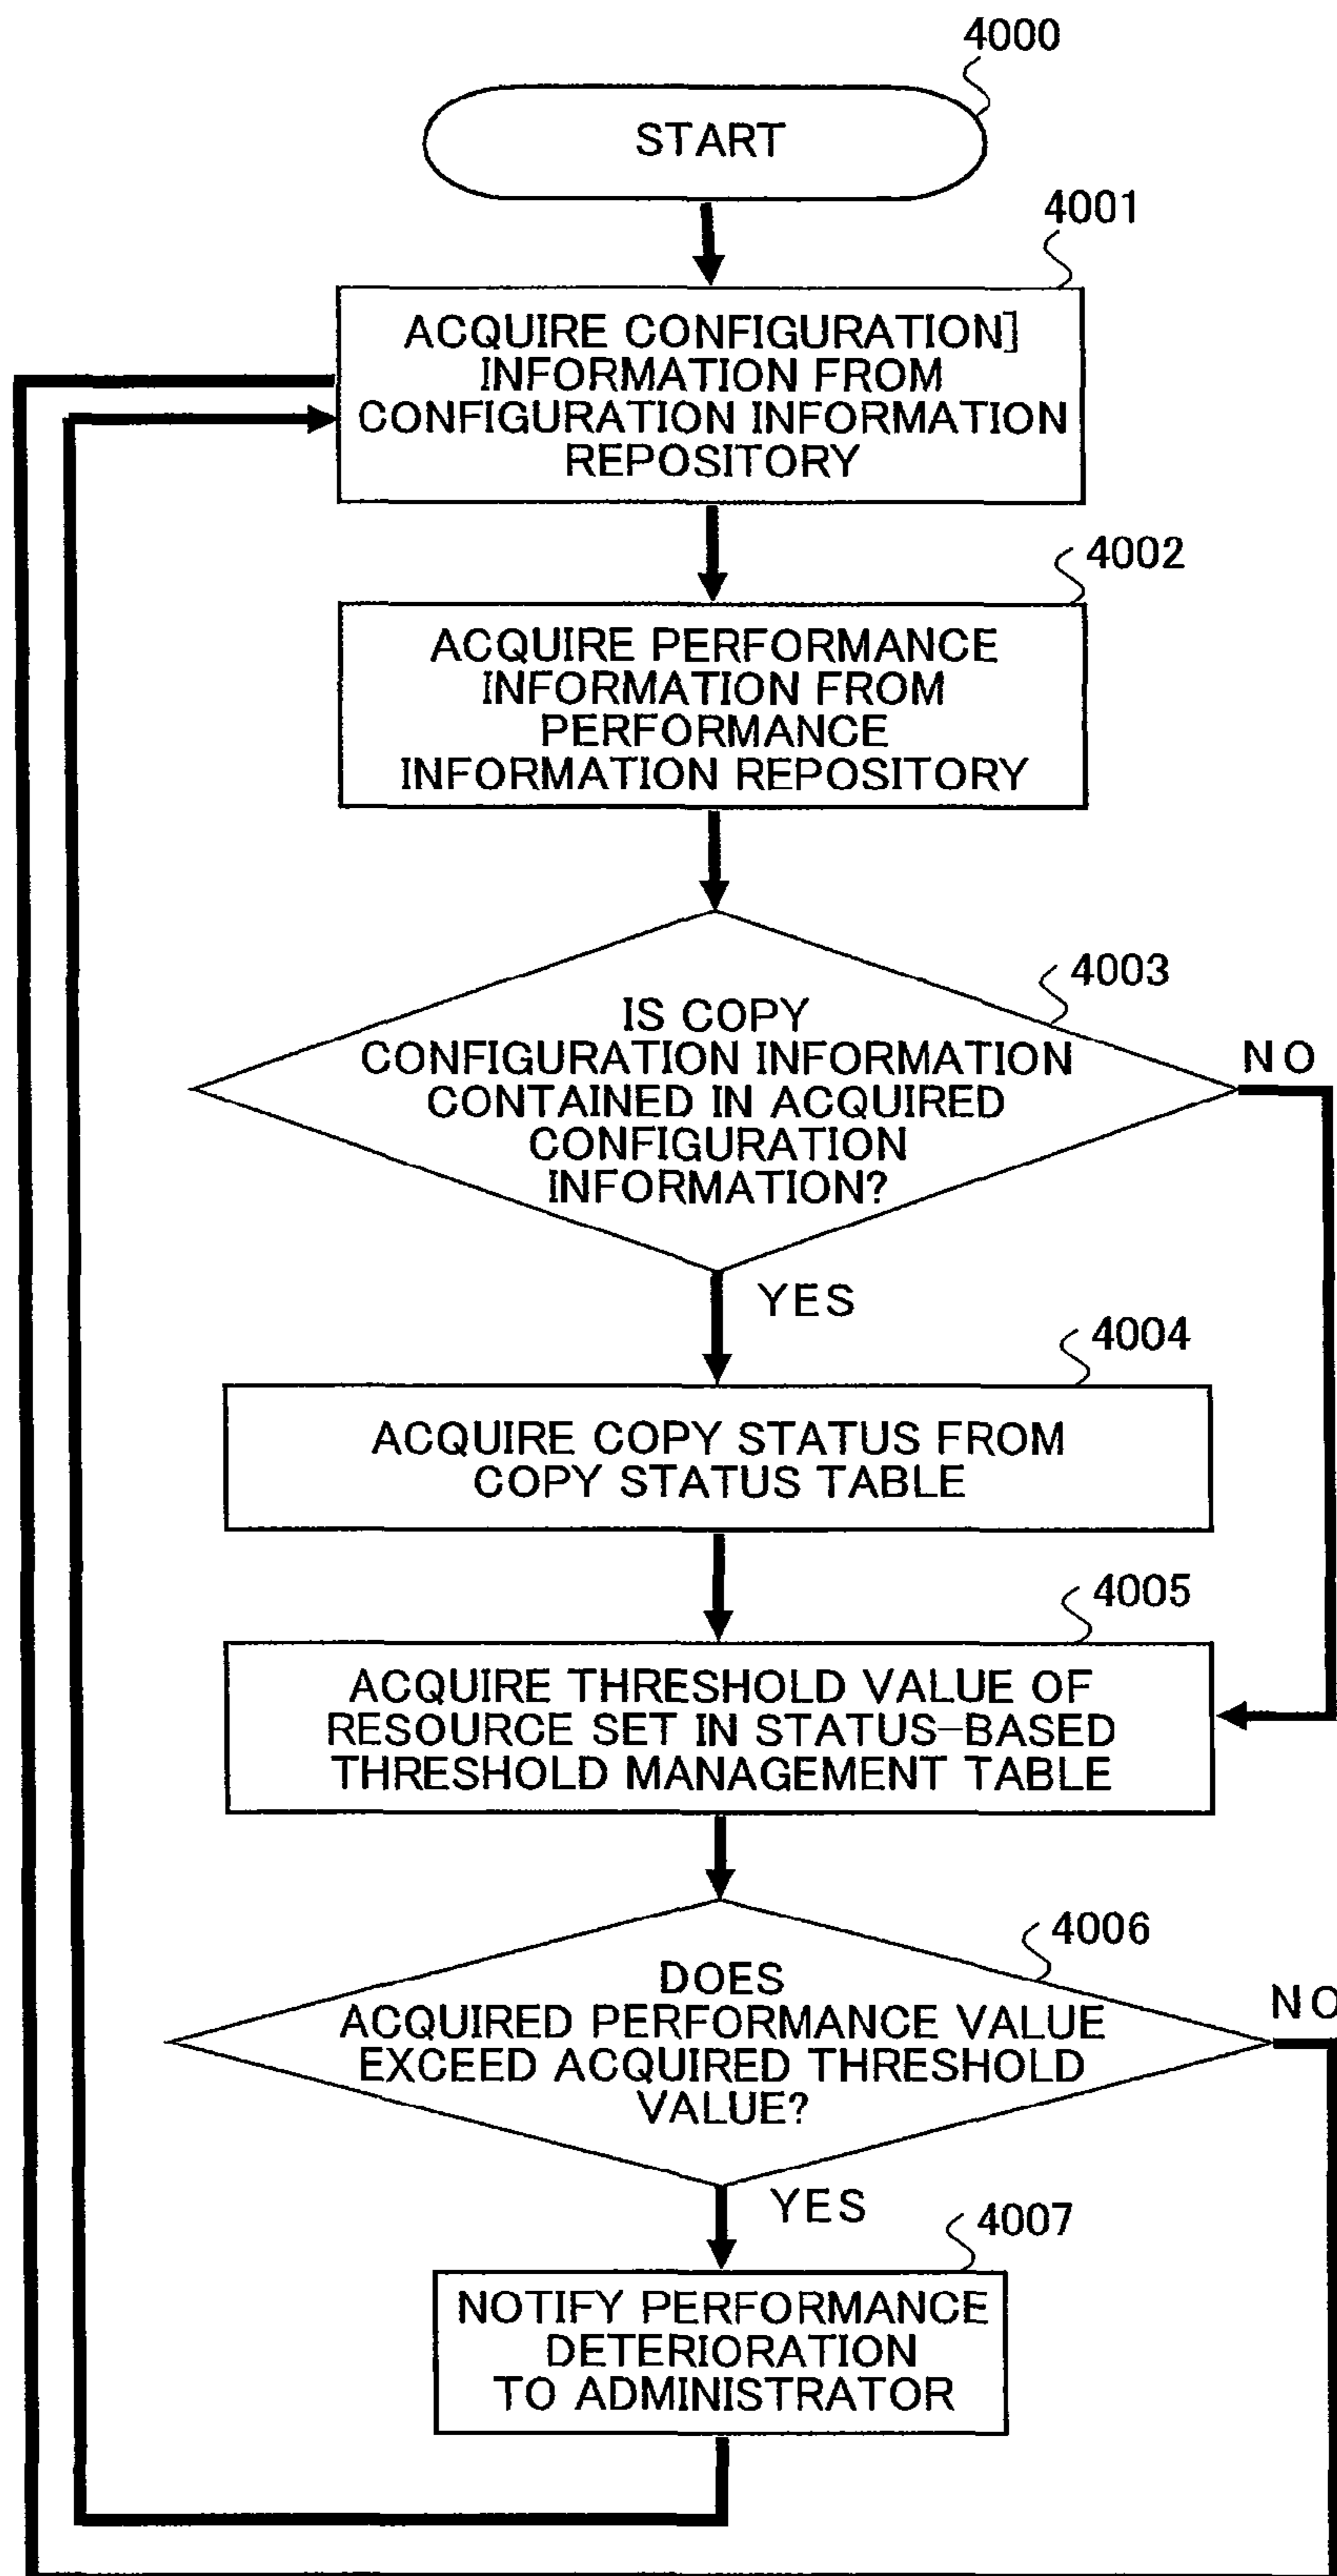 4000
START
4001
ACQUIRE CONFIGURATION]
INFORMATION FROM
CONFIGURATION INFORMATION
REPOSITORY
4002
ACQUIRE PERFORMANCE
INFORMATION FROM
PERFORMANCE
INFORMATION REPOSITORY
4003
IS COPY
CONFIGURATION INFORMATION
CONTAINED IN ACQUIRED
CONFIGURATION
INFORMATION?
NO
YES
4004
ACQUIRE COPY STATUS FROM
COPY STATUS TABLE
4005
ACQUIRE THRESHOLD VALUE OF
RESOURCE SET IN STATUS-BASED
THRESHOLD MANAGEMENT TABLE
4006
DOES
ACQUIRED PERFORMANCE VALUE
EXCEED ACQUIRED THRESHOLD
VALUE?
NO
YES
4007
NOTIFY PERFORMANCE
DETERIORATION
TO ADMINISTRATOR